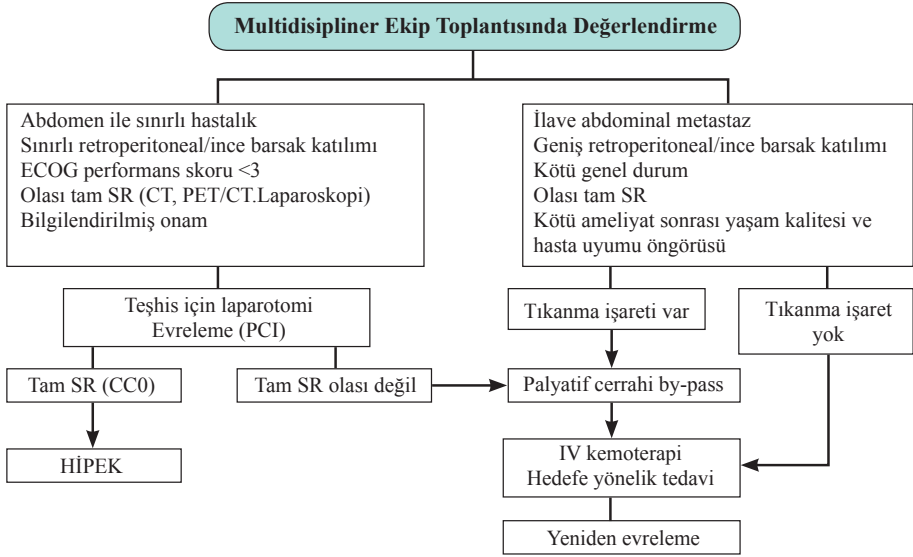 Multidisipliner Ekip Toplantısında Değerlendirme
Abdomen ile sınırlı hastalık
Sınırlı retroperitoneal/ince barsak katılımı
ECOG performans skoru <3
Olası tam SR (CT, PET/CT.Laparoskopi)
Bilgilendirilmiş onam
İlave abdominal metastaz
Geniş retroperitoneal/ince barsak katılımı
Kötü genel durum
Olası tam SR
Kötü ameliyat sonrası yaşam kalitesi ve
hasta uyumu öngörüsü
Teşhis için laparotomi
Evreleme (PCI)
Tıkanma işareti var
Tıkanma işaret
yok
Tam SR (CC0)
Tam SR olası değil
Palyatif cerrahi by-pass
HİPEK
IV kemoterapi
Hedefe yönelik tedavi
Yeniden evreleme